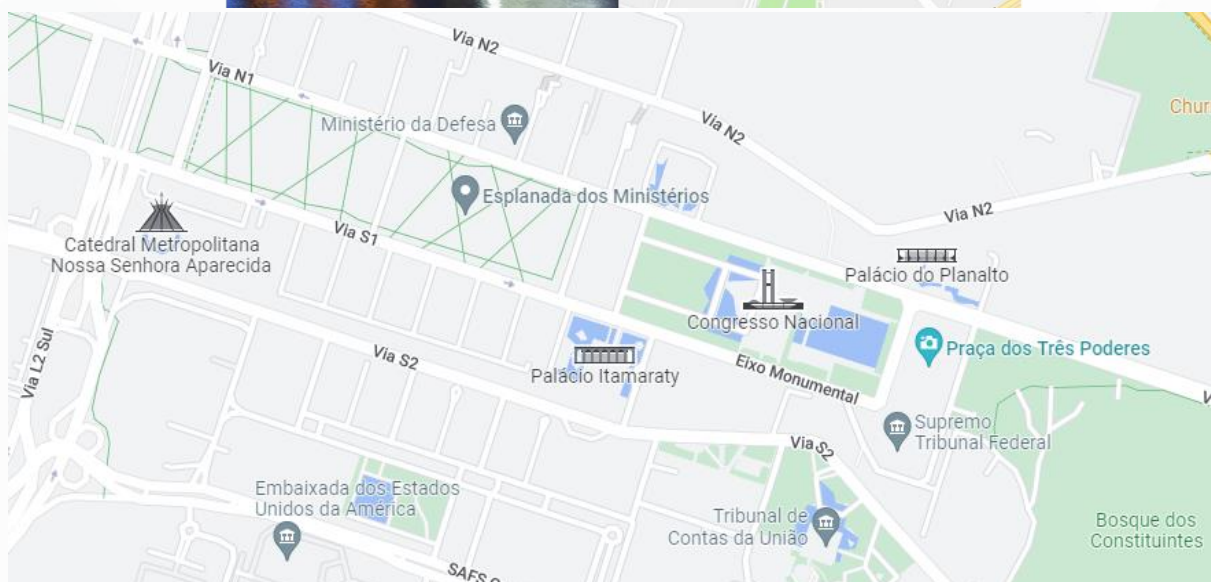 Via N2
Via N1
Churr
Ministério da Defesa
Via N2
Esplanada dos Ministérios
Via N2
Via S1
Catedral Metropolitana
Nossa Senhora Aparecida
Palácio do Planalto
Congresso Nacional
Praça dos Três Poderes
Via L2 Sul
Via S2
Palácio Itamaraty
Eixo Monumental
Supremo
Tribunal Federal
Via S2
Embaixada dos Estados
Unidos da América
Tribunal de
Contas da União
Bosque dos
Constituintes
SAFS